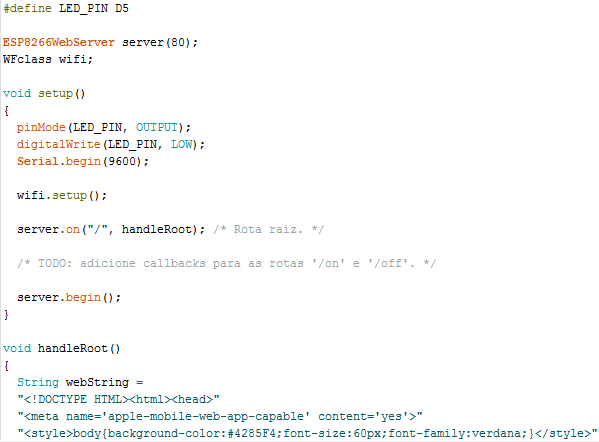 #define LED_PIN D5
ESP8266WebServer server(80);
WFclass wifi;
void setup()
{
pinMode(LED_PIN, OUTPUT);
digitalWrite(LED_PIN, LOW);
Serial.begin(9600);
wifi.setup();
server.on("/", handleRoot); /* Rota raiz. */
/* TODO: adicione callbacks para as rotas '/on' e '/off'. */
server.begin();
}
void handleRoot()
{
String webString =
"<!DOCTYPE HTML><html><head>"
"<meta name='apple-mobile-web-app-capable' content='yes'>"
"<style>body{background-color:#4285F4;font-size:60px;font-family:verdana;}</style>"